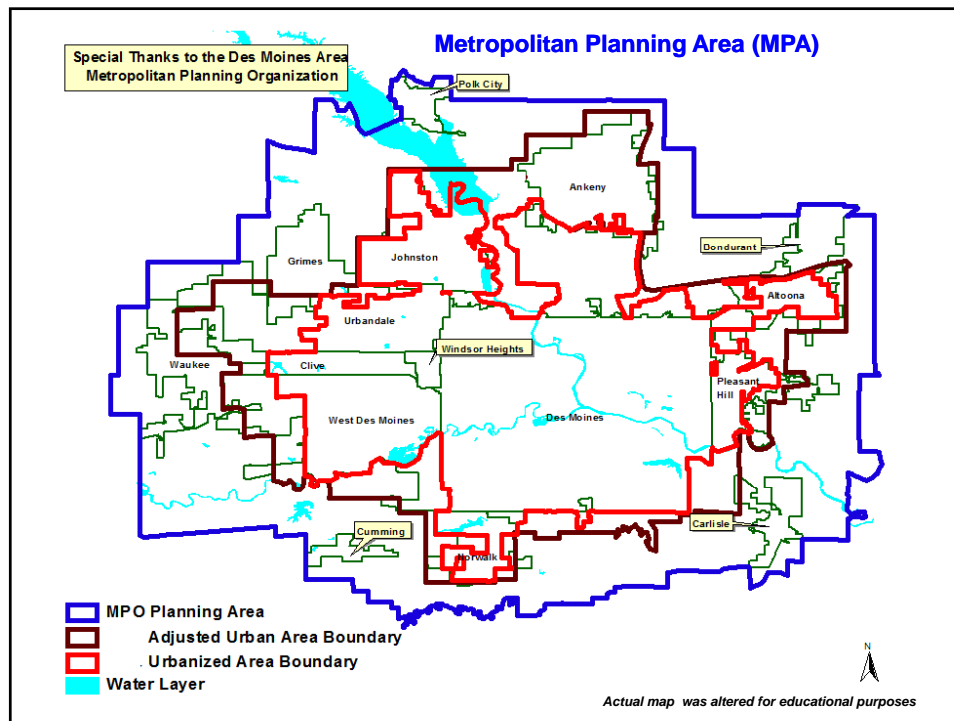 Metropolitan Planning Area (MPA)
Special Thanks to the Des Moines Area
Metropolitan Planning Organization
Polk City
Ankeny
Dondurant
Grimes
Johnston
Altoona
Urbandale
Windsor Heights
Waukee
Clive
Pleasant
Hill
West Des Moines
Des Moines
Carlisle
Cumming
Norwalk
MPO Planning Area
Adjusted Urban Area Boundary
. Urbanized Area Boundary
Water Layer
N
Actual map was altered for educational purposes